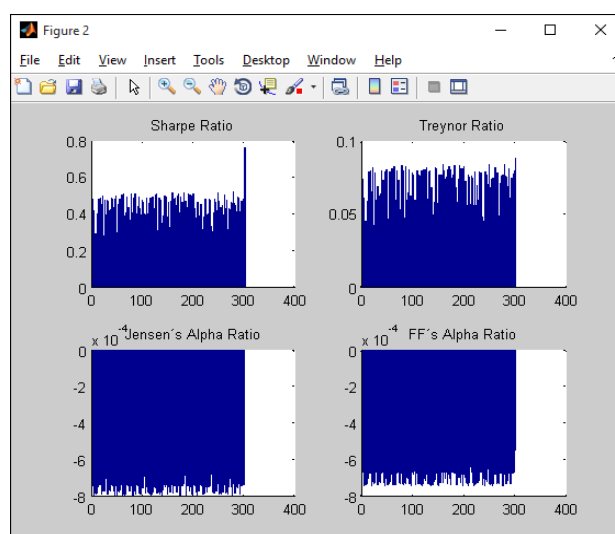 Figure 2
File Edit View Insert Tools Desktop Window Help
Sharpe Ratio
0.8
0.6
0.4
0.2
0
0 100 200 300 400
Treynor Ratio
0.1
0.05
0
0 100 200 300 400
x 10^-4 Jensen´s Alpha Ratio
0
-2
-4
-6
-8
0 100 200 300 400
x 10^-4 FF´s Alpha Ratio
0
-2
-4
-6
-8
0 100 200 300 400